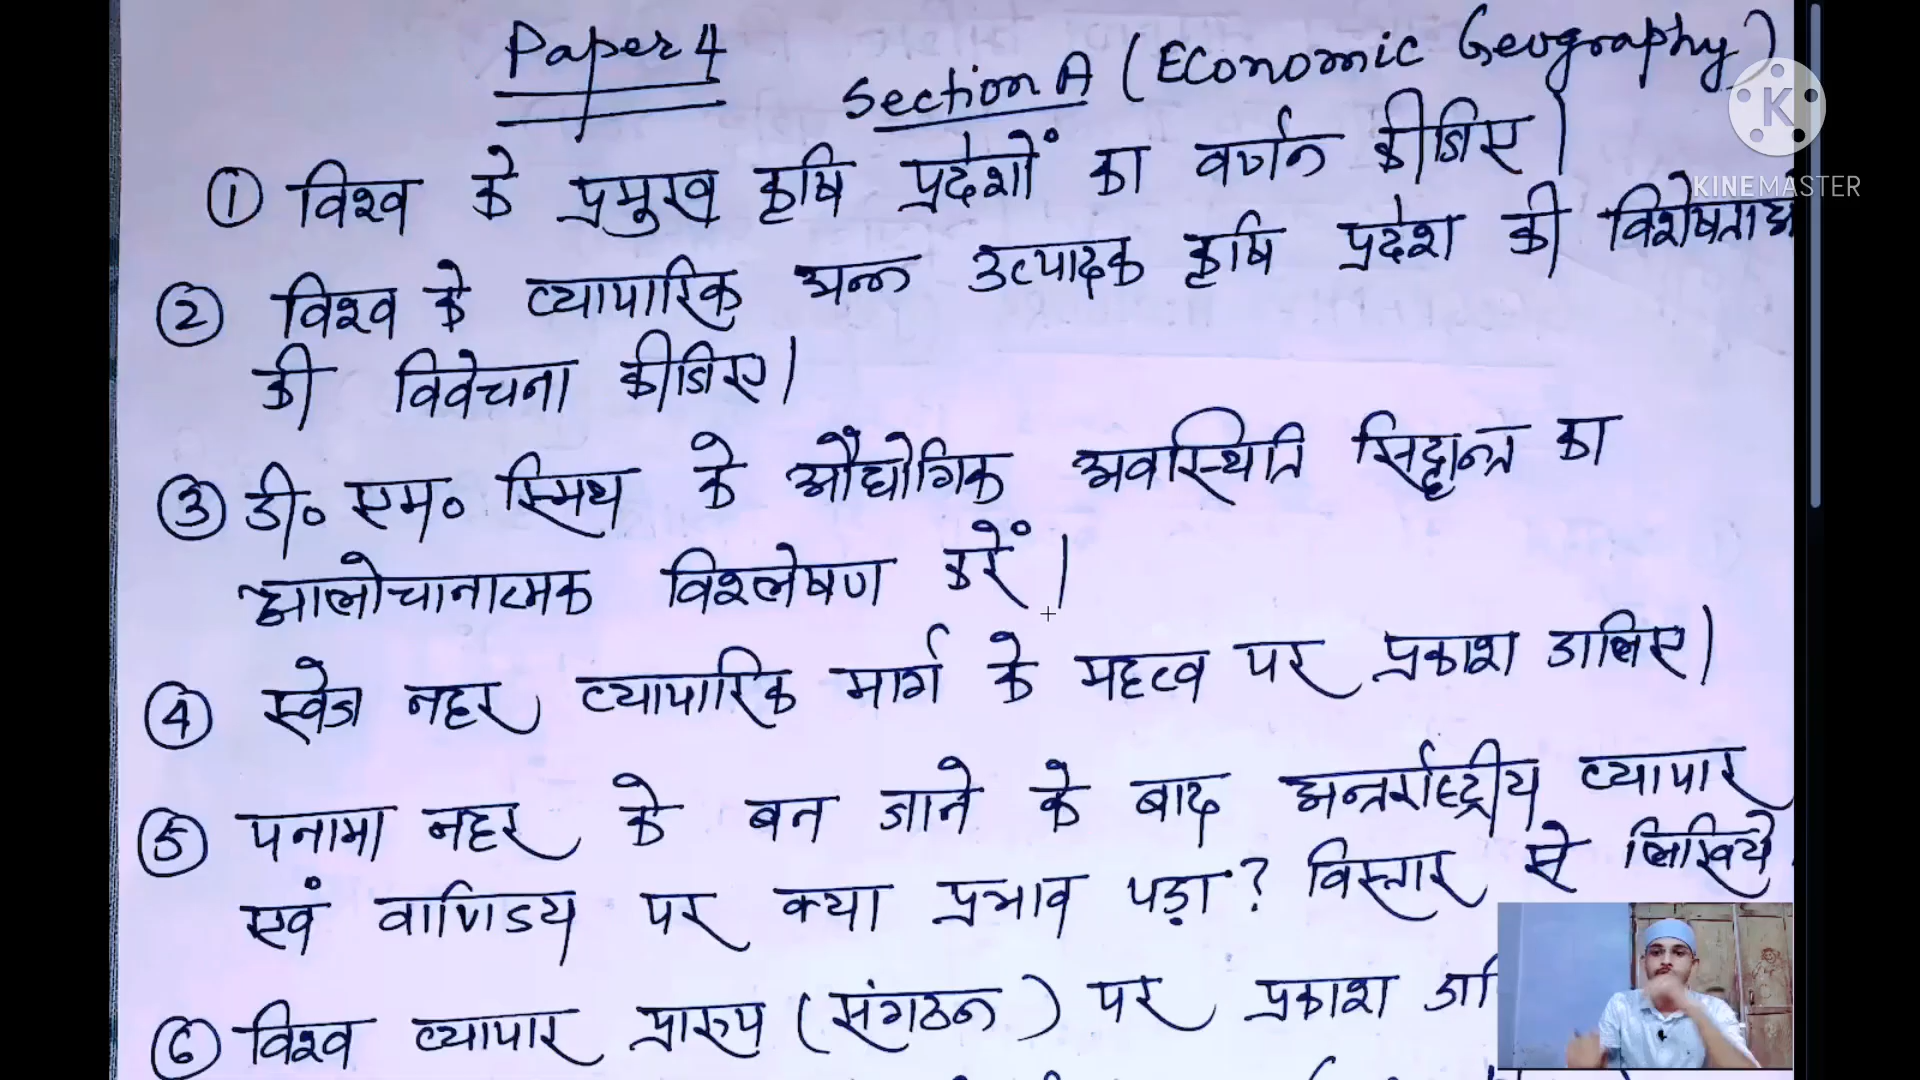 Paper 4
Section A (Economic Geography)
① विश्व के प्रमुख कृषि प्रदेशों का वर्णन कीजिए।
② विश्व के व्यापारिक अन्न उत्पादक कृषि प्रदेश की विशेषताओ
की विवेचना कीजिए।
③ डी० एम० स्मिथ के औद्योगिक अवस्थिति सिद्धान्त का
आलोचानात्मक विश्लेषण करें।
④ स्वेज नहर व्यापारिक मार्ग के महत्व पर प्रकाश डालिए।
⑤ पनामा नहर के बन जाने के बाद अन्तर्राष्ट्रीय व्यापार
एवं वाणिज्य पर क्या प्रभाव पड़ा? विस्तार से लिखिये
⑥ विश्व व्यापार प्रारुप (संगठन) पर प्रकाश डा
KINEMASTER